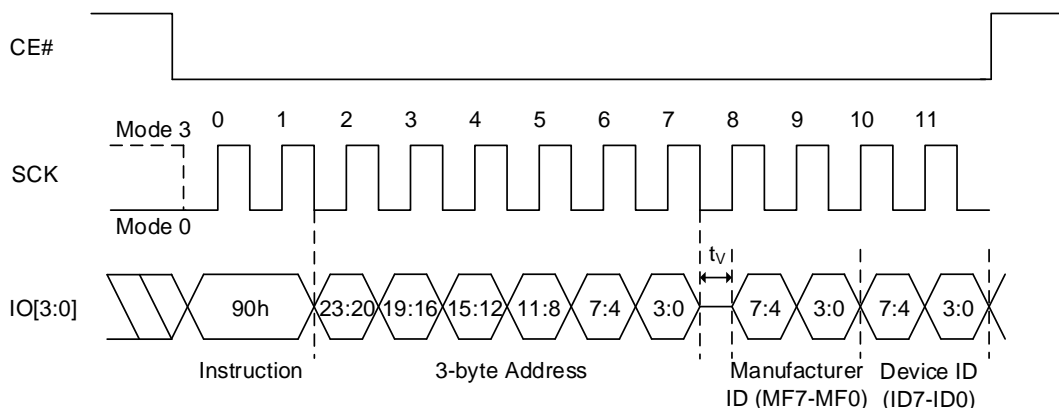 CE#
0 1 2 3 4 5 6 7 8 9 10 11
Mode 3
SCK
Mode 0
tV
IO[3:0] 90h 23:20 19:16 15:12 11:8 7:4 3:0 7:4 3:0 7:4 3:0
Instruction 3-byte Address Manufacturer Device ID
ID (MF7-MF0) (ID7-ID0)